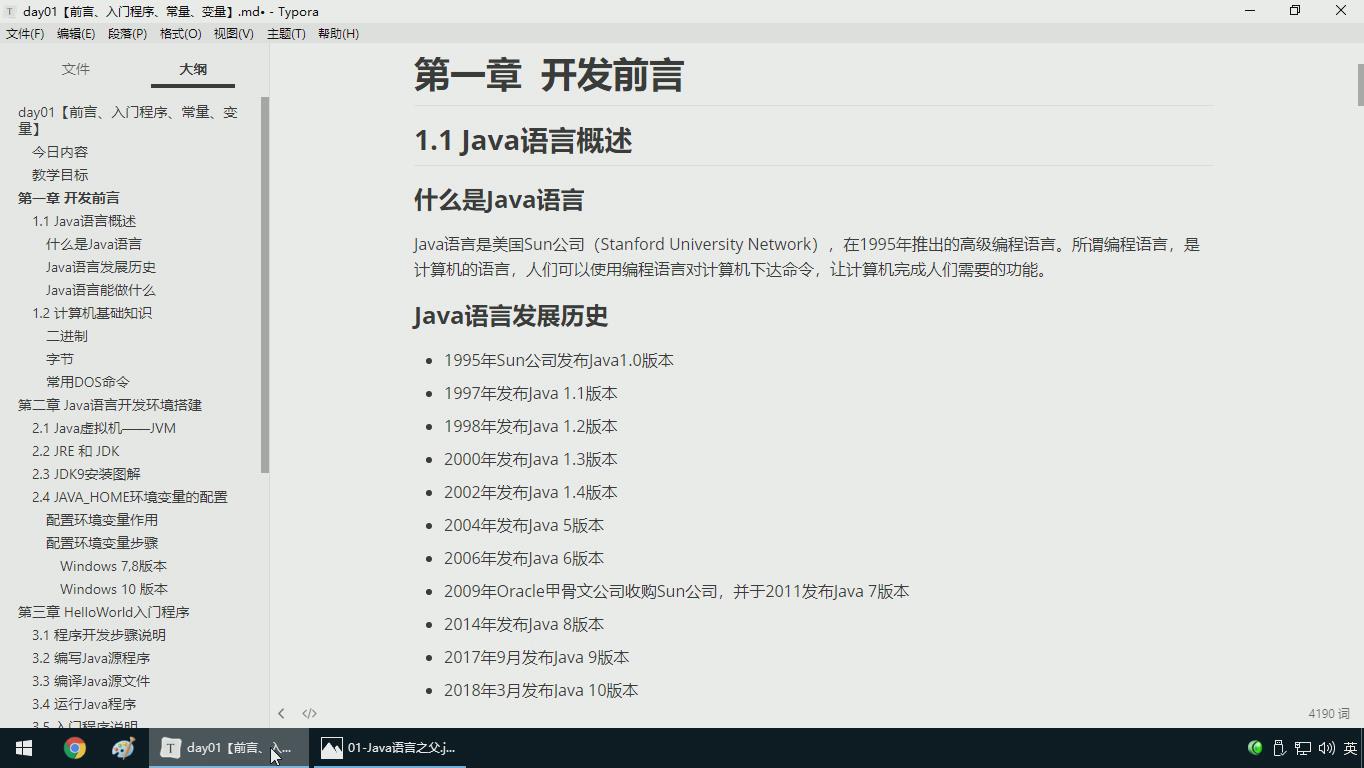 day01【前言、入门程序、常量、变量】.md• - Typora
文件(F) 编辑(E) 段落(P) 格式(O) 视图(V) 主题(T) 帮助(H)
文件 大纲
day01【前言、入门程序、常量、变
量】
今日内容
教学目标
第一章 开发前言
1.1 Java语言概述
什么是Java语言
Java语言发展历史
Java语言能做什么
1.2 计算机基础知识
二进制
字节
常用DOS命令
第二章 Java语言开发环境搭建
2.1 Java虚拟机——JVM
2.2 JRE 和 JDK
2.3 JDK9安装图解
2.4 JAVA_HOME环境变量的配置
配置环境变量作用
配置环境变量步骤
Windows 7,8版本
Windows 10 版本
第三章 HelloWorld入门程序
3.1 程序开发步骤说明
3.2 编写Java源程序
3.3 编译Java源文件
3.4 运行Java程序
3.5 入门程序说明
第一章 开发前言
1.1 Java语言概述
什么是Java语言
Java语言是美国Sun公司（Stanford University Network），在1995年推出的高级编程语言。所谓编程语言，是
计算机的语言，人们可以使用编程语言对计算机下达命令，让计算机完成人们需要的功能。
Java语言发展历史
• 1995年Sun公司发布Java1.0版本
• 1997年发布Java 1.1版本
• 1998年发布Java 1.2版本
• 2000年发布Java 1.3版本
• 2002年发布Java 1.4版本
• 2004年发布Java 5版本
• 2006年发布Java 6版本
• 2009年Oracle甲骨文公司收购Sun公司，并于2011发布Java 7版本
• 2014年发布Java 8版本
• 2017年9月发布Java 9版本
• 2018年3月发布Java 10版本
</> 4190 词
day01【前言、入... 01-Java语言之父.j... 英